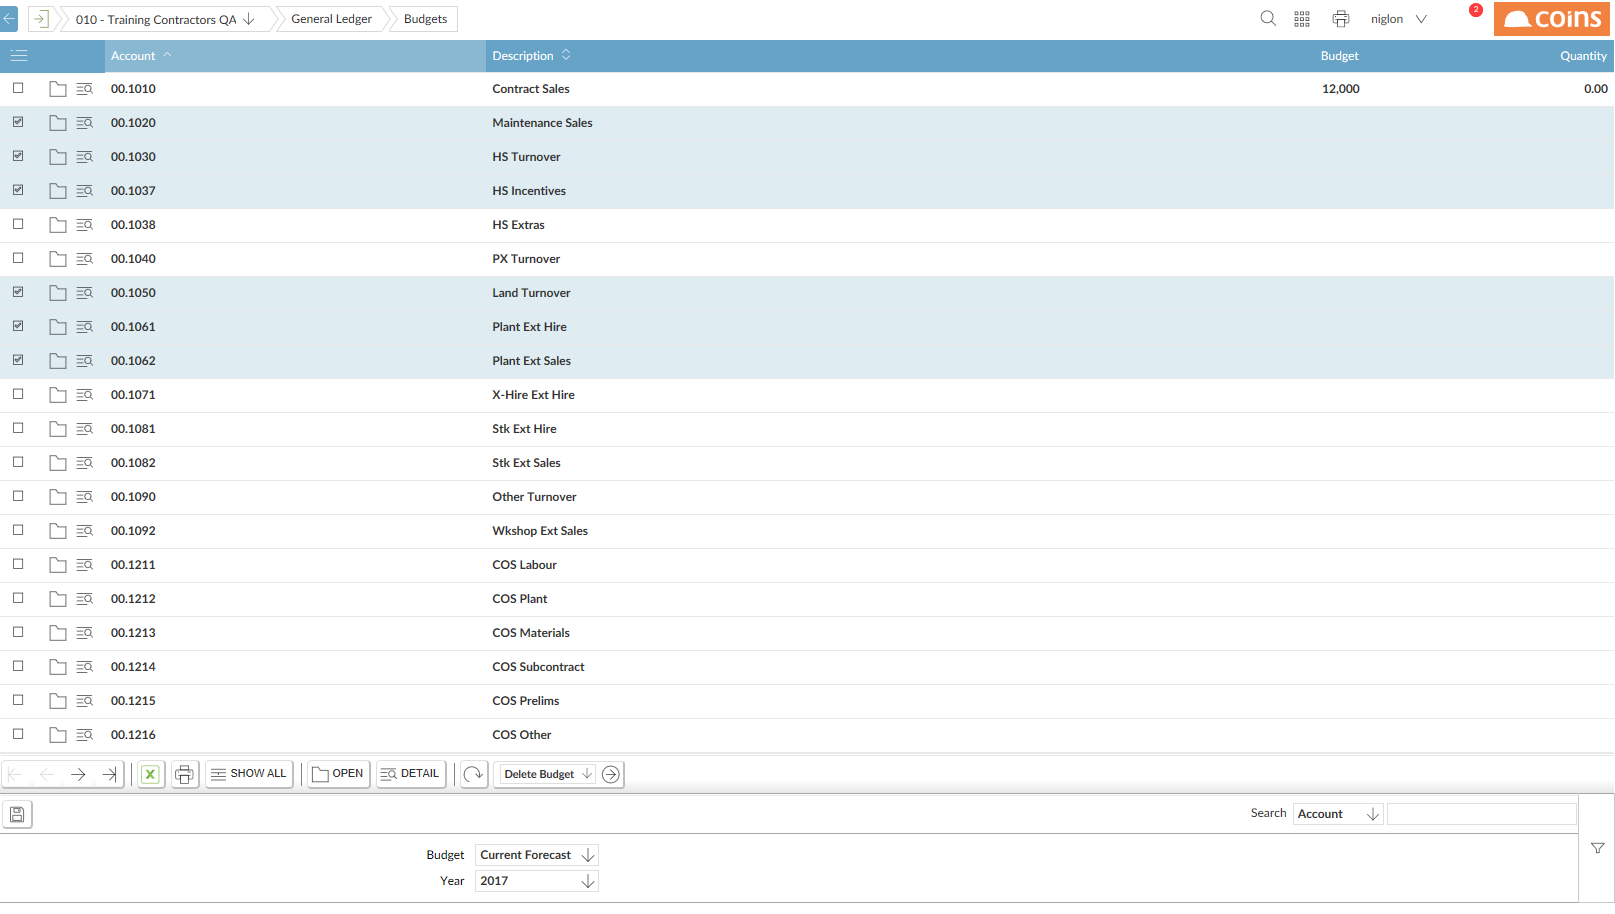 010 - Training Contractors QA General Ledger Budgets niglon 2 coins
Account Description Budget Quantity
00.1010 Contract Sales 12,000 0.00
00.1020 Maintenance Sales
00.1030 HS Turnover
00.1037 HS Incentives
00.1038 HS Extras
00.1040 PX Turnover
00.1050 Land Turnover
00.1061 Plant Ext Hire
00.1062 Plant Ext Sales
00.1071 X-Hire Ext Hire
00.1081 Stk Ext Hire
00.1082 Stk Ext Sales
00.1090 Other Turnover
00.1092 Wkshop Ext Sales
00.1211 COS Labour
00.1212 COS Plant
00.1213 COS Materials
00.1214 COS Subcontract
00.1215 COS Prelims
00.1216 COS Other
X SHOW ALL OPEN DETAIL Delete Budget
Search Account
Budget Current Forecast
Year 2017